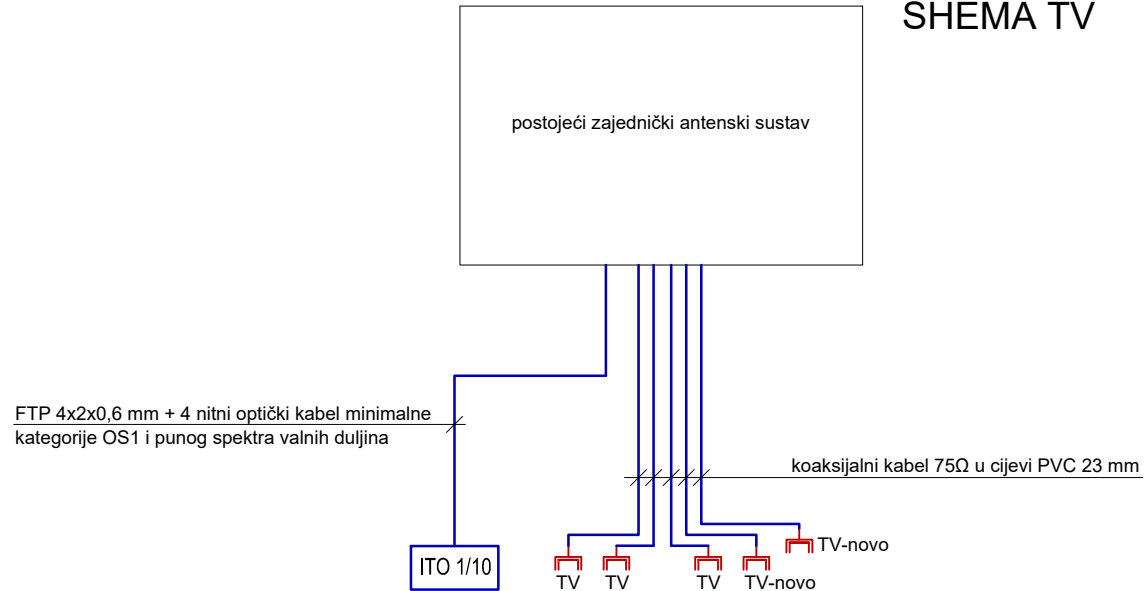 SHEMA TV
postojeći zajednički antenski sustav
FTP 4x2x0,6 mm + 4 nitni optički kabel minimalne
kategorije OS1 i punog spektra valnih duljina
koaksijalni kabel 75Ω u cijevi PVC 23 mm
TV-novo
ITO 1/10
TV
TV
TV
TV-novo